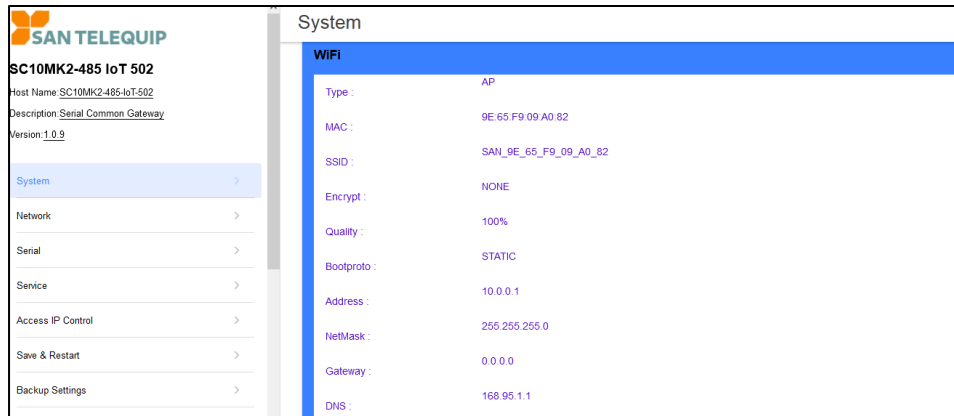 SAN TELEQUIP
SC10MK2-485 IoT 502
Host Name:SC10MK2-485-IoT-502
Description:Serial Common Gateway
Version:1.0.9
System
Network
Serial
Service
Access IP Control
Save & Restart
Backup Settings
System
WiFi
Type : AP
MAC : 9E:65:F9:09:A0:82
SSID : SAN_9E_65_F9_09_A0_82
Encrypt : NONE
Quality : 100%
Bootproto : STATIC
Address : 10.0.0.1
NetMask : 255.255.255.0
Gateway : 0.0.0.0
DNS : 168.95.1.1